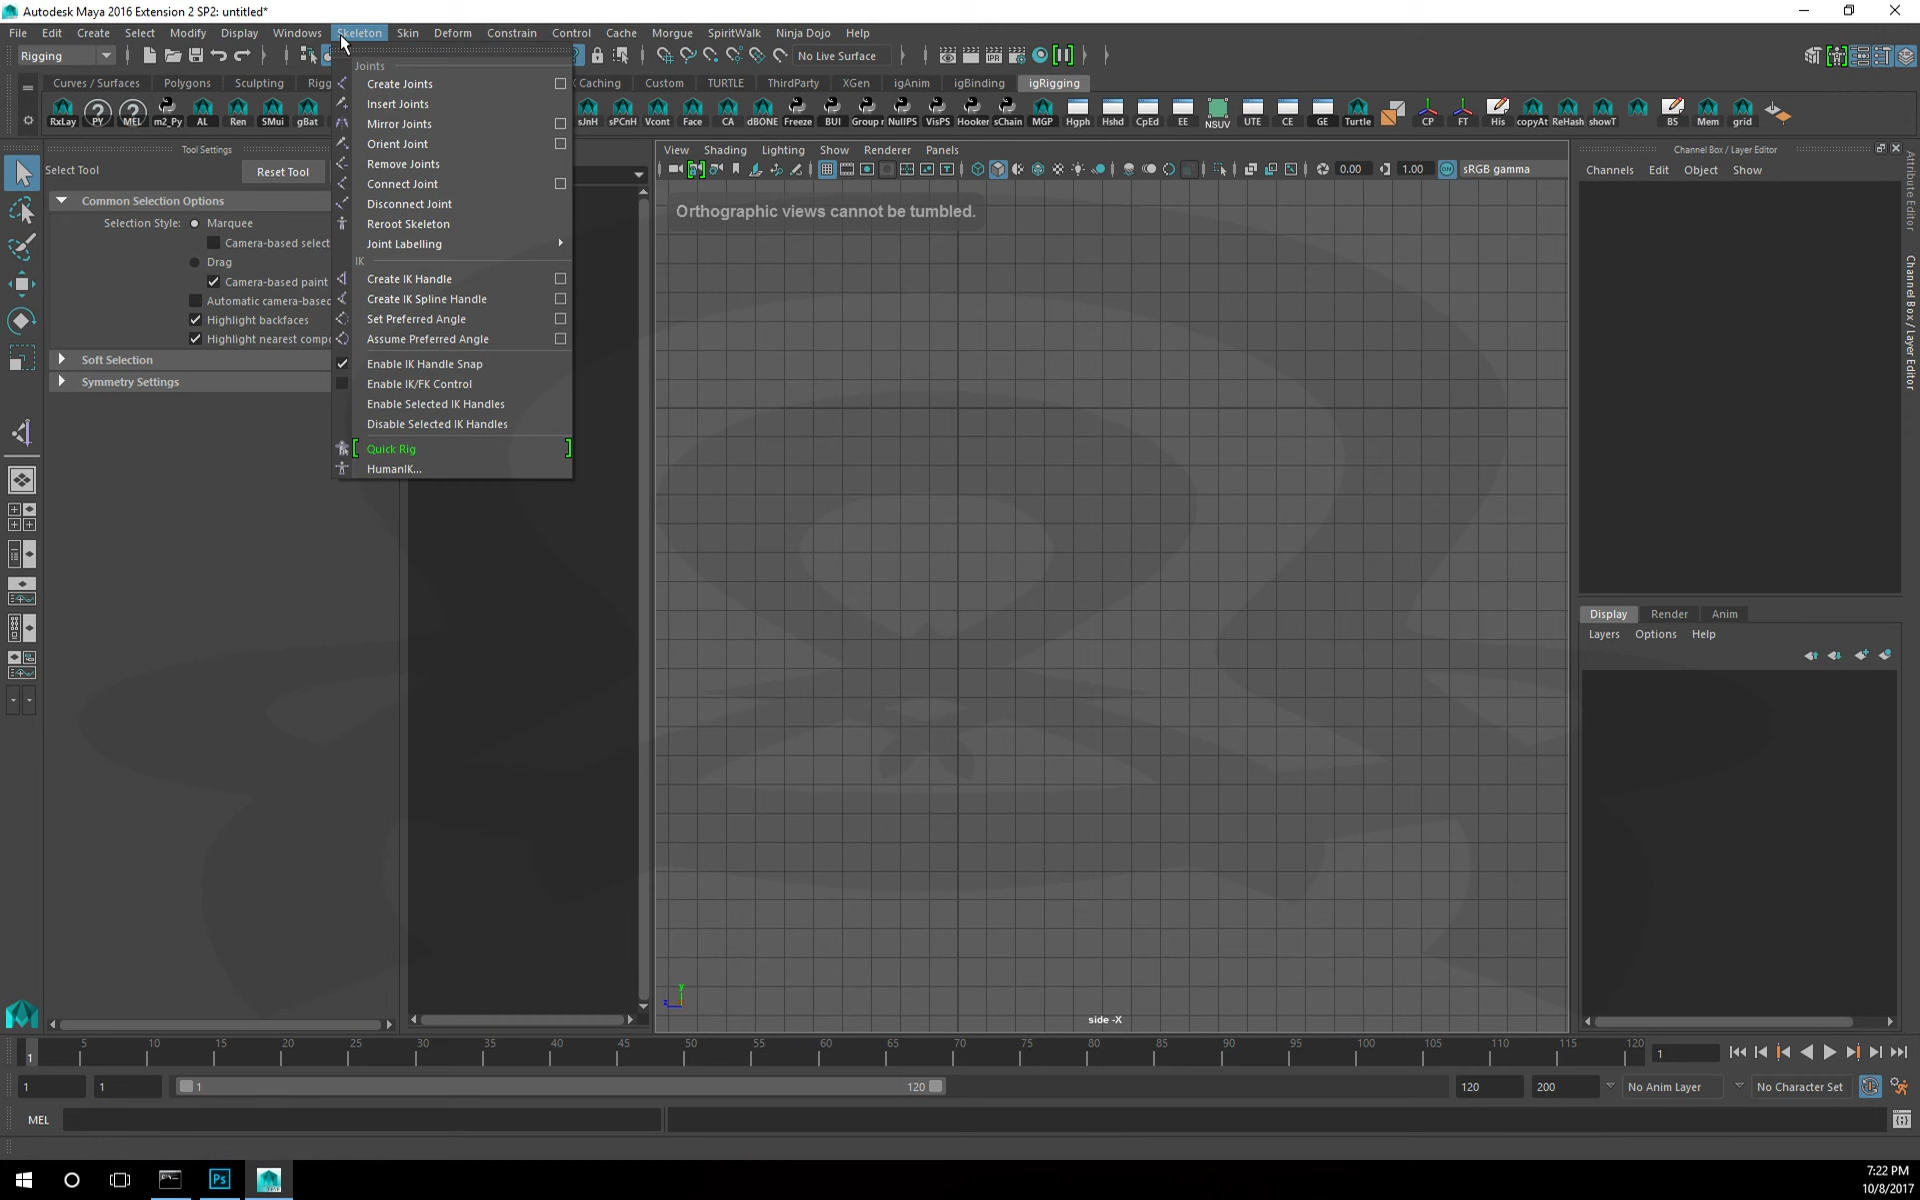 Autodesk Maya 2016 Extension 2 SP2: untitled*
File Edit Create Select Modify Display Windows Skeleton Skin Deform Constrain Control Cache Morgue SpiritWalk Ninja Dojo Help
Rigging No Live Surface
Curves / Surfaces Polygons Sculpting Rigg Caching Custom TURTLE ThirdParty XGen igAnim igBinding igRigging
RxLay PY MEL m2_Py AL Ren SMui gBat sJnH sPCnH Vcont Face CA dBONE Freeze BUI Group NullPS VisPS Hooker sChain MGP Hgph Hshd CpEd EE NSUV UTE CE GE Turtle CP FT His copyAt ReHash showT BS Mem grid
Tool Settings
Select Tool Reset Tool
Common Selection Options
Selection Style: Marquee
Camera-based select
Drag
Camera-based paint
Automatic camera-based
Highlight backfaces
Highlight nearest compo
Soft Selection
Symmetry Settings
Joints
Create Joints
Insert Joints
Mirror Joints
Orient Joint
Remove Joints
Connect Joint
Disconnect Joint
Reroot Skeleton
Joint Labelling
IK
Create IK Handle
Create IK Spline Handle
Set Preferred Angle
Assume Preferred Angle
Enable IK Handle Snap
Enable IK/FK Control
Enable Selected IK Handles
Disable Selected IK Handles
Quick Rig
HumanIK...
View Shading Lighting Show Renderer Panels
IPR
0.00 1.00 ON sRGB gamma
Orthographic views cannot be tumbled.
y
z
side -X
Channel Box / Layer Editor
Channels Edit Object Show
Attribute Editor
Channel Box / Layer Editor
Display Render Anim
Layers Options Help
1 5 10 15 20 25 30 35 40 45 50 55 60 65 70 75 80 85 90 95 100 105 110 115 120 1
1 1 1 120 120 200 No Anim Layer No Character Set
MEL
Ps
7:22 PM
10/8/2017